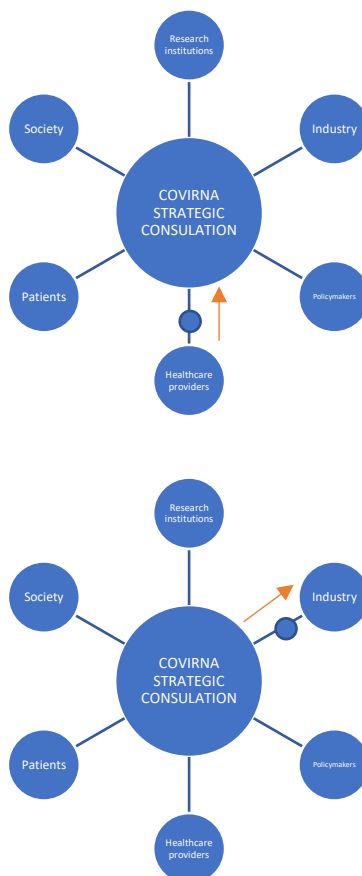 Research
institutions
Society
Industry
COVIRNA
STRATEGIC
CONSULATION
Patients
Policymakers
Healthcare
providers
Research
institutions
Society
Industry
COVIRNA
STRATEGIC
CONSULATION
Patients
Policymakers
Healthcare
providers